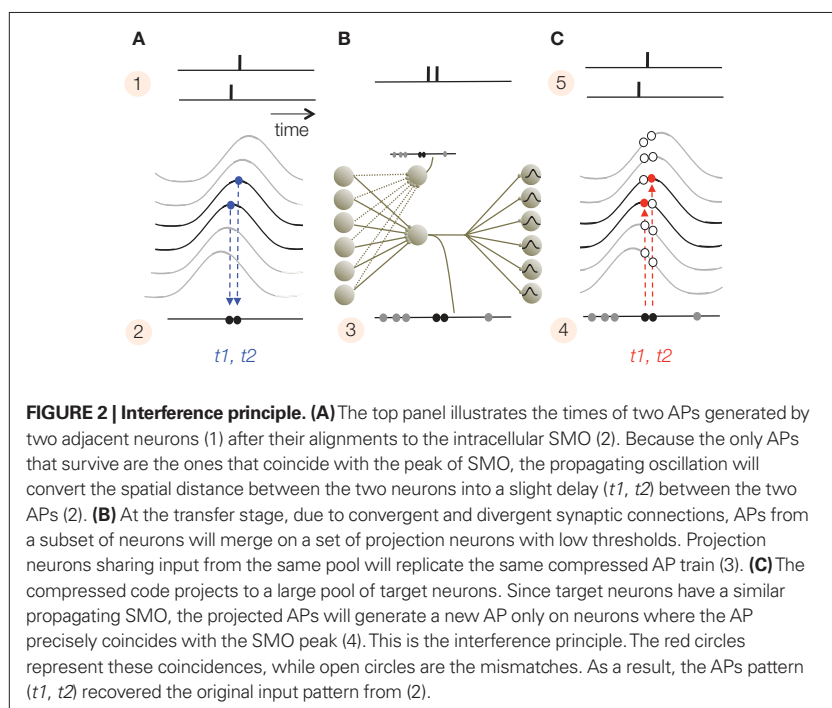 A
B
C
1
5
time
2
3
4
t1, t2
t1, t2
FIGURE 2 | Interference principle. (A) The top panel illustrates the times of two APs generated by
two adjacent neurons (1) after their alignments to the intracellular SMO (2). Because the only APs
that survive are the ones that coincide with the peak of SMO, the propagating oscillation will
convert the spatial distance between the two neurons into a slight delay (t1, t2) between the two
APs (2). (B) At the transfer stage, due to convergent and divergent synaptic connections, APs from
a subset of neurons will merge on a set of projection neurons with low thresholds. Projection
neurons sharing input from the same pool will replicate the same compressed AP train (3). (C) The
compressed code projects to a large pool of target neurons. Since target neurons have a similar
propagating SMO, the projected APs will generate a new AP only on neurons where the AP
precisely coincides with the SMO peak (4). This is the interference principle. The red circles
represent these coincidences, while open circles are the mismatches. As a result, the APs pattern
(t1, t2) recovered the original input pattern from (2).